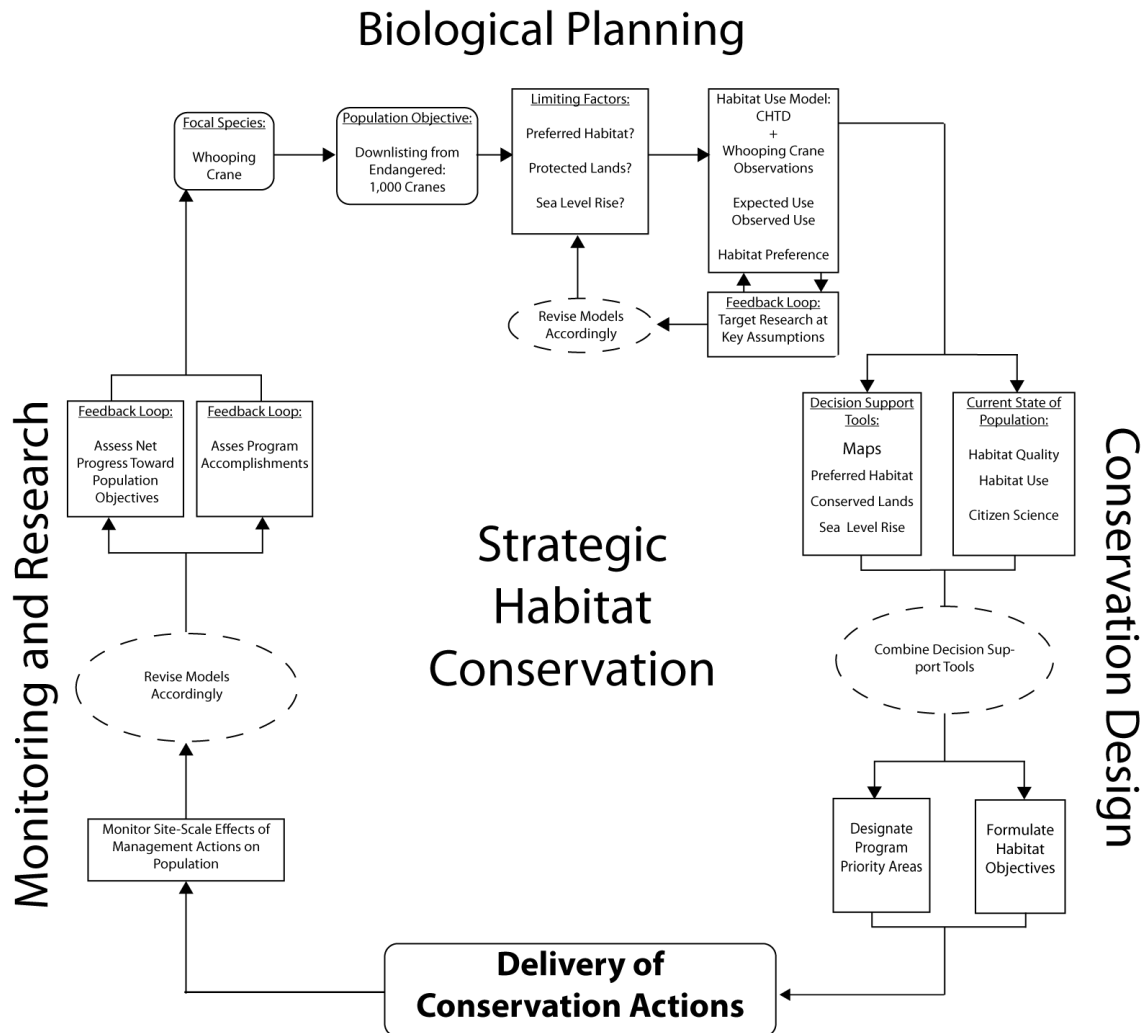 Biological Planning
Focal Species:
Whooping
Crane
Population Objective:
Downlisting from
Endangered:
1,000 Cranes
Limiting Factors:
Preferred Habitat?
Protected Lands?
Sea Level Rise?
Habitat Use Model:
CHTD
+
Whooping Crane
Observations
Expected Use
Observed Use
Habitat Preference
Feedback Loop:
Target Research at
Key Assumptions
Revise Models
Accordingly
Decision Support
Tools:
Maps
Preferred Habitat
Conserved Lands
Sea Level Rise
Current State of
Population:
Habitat Quality
Habitat Use
Citizen Science
Conservation Design
Combine Decision Sup-
port Tools
Designate
Program
Priority Areas
Formulate
Habitat
Objectives
Delivery of
Conservation Actions
Monitor Site-Scale Effects of
Management Actions on
Population
Revise Models
Accordingly
Feedback Loop:
Assess Net
Progress Toward
Population
Objectives
Feedback Loop:
Asses Program
Accomplishments
Monitoring and Research
Strategic
Habitat
Conservation